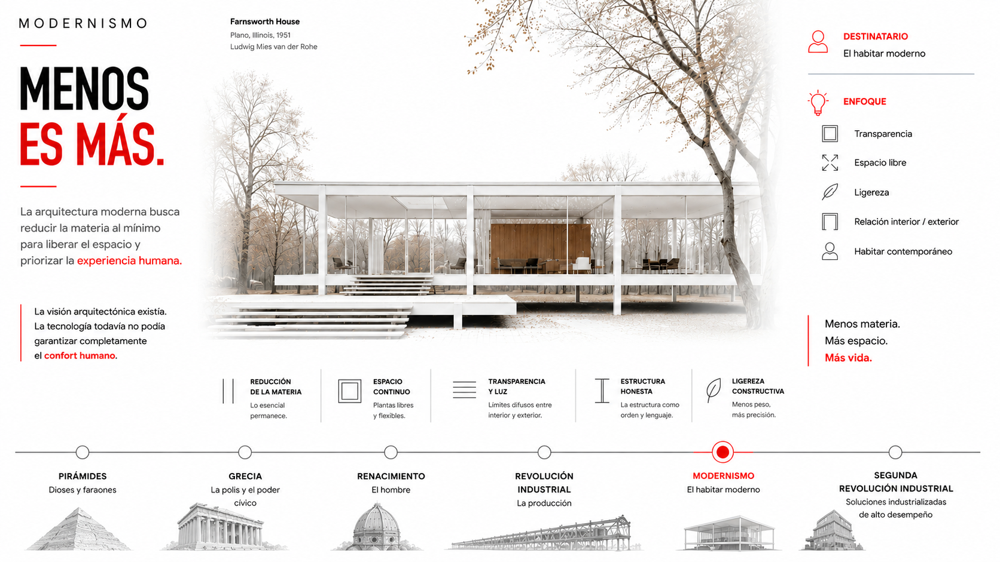 MODERNISMO
MENOS
ES MÁS.
La arquitectura moderna busca
reducir la materia al mínimo
para liberar el espacio y
priorizar la experiencia humana.
La visión arquitectónica existía.
La tecnología todavía no podía
garantizar completamente
el confort humano.
Farnsworth House
Plano, Illinois, 1951
Ludwig Mies van der Rohe
DESTINATARIO
El habitar moderno
ENFOQUE
Transparencia
Espacio libre
Ligereza
Relación interior / exterior
Habitar contemporáneo
Menos materia.
Más espacio.
Más vida.
REDUCCIÓN
DE LA MATERIA
Lo esencial
permanece.
ESPACIO
CONTINUO
Plantas libres
y flexibles.
TRANSPARENCIA
Y LUZ
Límites difusos entre
interior y exterior.
ESTRUCTURA
HONESTA
La estructura como
orden y lenguaje.
LIGEREZA
CONSTRUCTIVA
Menos peso,
más precisión.
PIRÁMIDES
Dioses y faraones
GRECIA
La polis y el poder
cívico
RENACIMIENTO
El hombre
REVOLUCIÓN
INDUSTRIAL
La producción
MODERNISMO
El habitar moderno
SEGUNDA
REVOLUCIÓN INDUSTRIAL
Soluciones industrializadas
de alto desempeño